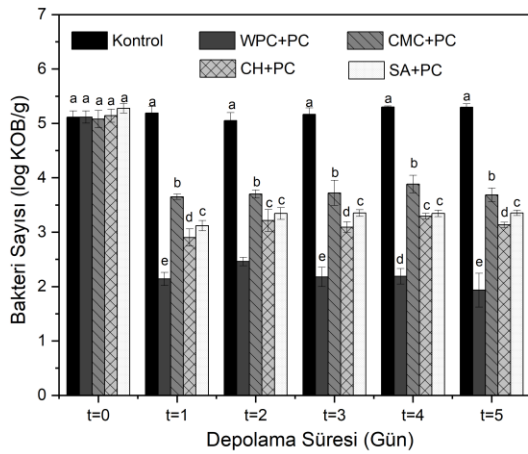 7
6
5
4
3
2
1
0
Bakteri Sayısı (log KOB/g)
Kontrol WPC+PC CMC+PC
CH+PC SA+PC
a a a a a
a e b d c
a d b c c
a e b d c
a d b c c
a e b d c
t=0 t=1 t=2 t=3 t=4 t=5
Depolama Süresi (Gün)